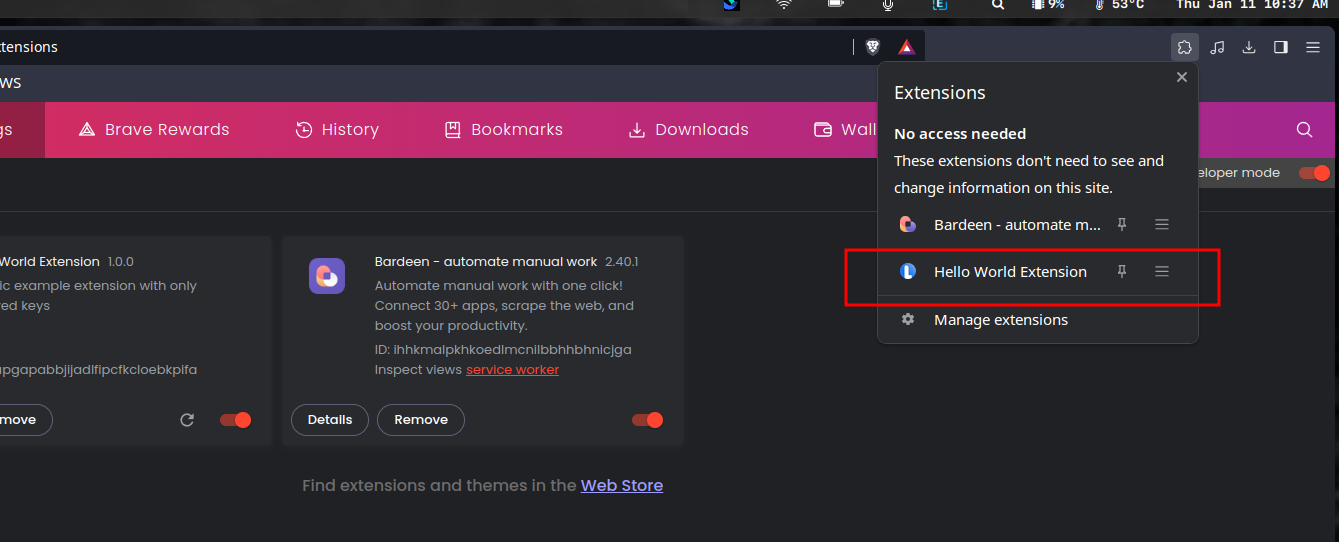 9% 53°C Thu Jan 11 10:37 AM
tensions
WS
gs Brave Rewards History Bookmarks Downloads Wall
eloper mode
Extensions
No access needed
These extensions don't need to see and
change information on this site.
Bardeen - automate m...
Hello World Extension
Manage extensions
World Extension 1.0.0
ic example extension with only
red keys
apgapabbjijadlfipcfkcloebkpifa
move
Bardeen - automate manual work 2.40.1
Automate manual work with one click!
Connect 30+ apps, scrape the web, and
boost your productivity.
ID: ihhkmalpkhkoedlmcnilbbhhbhnicjga
Inspect views service worker
Details Remove
Find extensions and themes in the Web Store